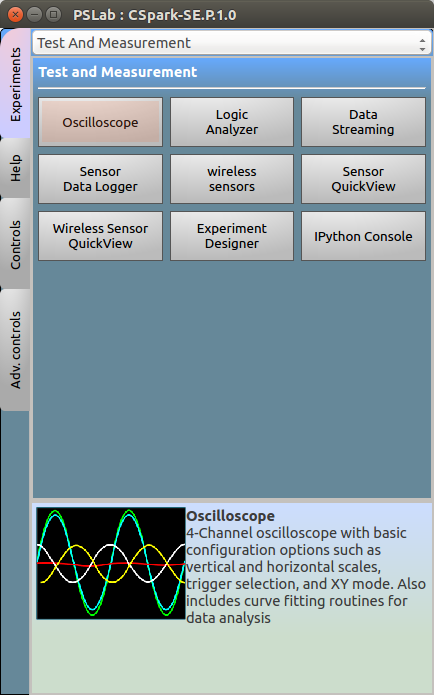 PSLab : CSpark-SE.P.1.0
Test And Measurement
Experiments
Help
Controls
Adv. controls
Test and Measurement
Oscilloscope
Logic
Analyzer
Data
Streaming
Sensor
Data Logger
wireless
sensors
Sensor
QuickView
Wireless Sensor
QuickView
Experiment
Designer
IPython Console
Oscilloscope
4-Channel oscilloscope with basic
configuration options such as
vertical and horizontal scales,
trigger selection, and XY mode. Also
includes curve fitting routines for
data analysis